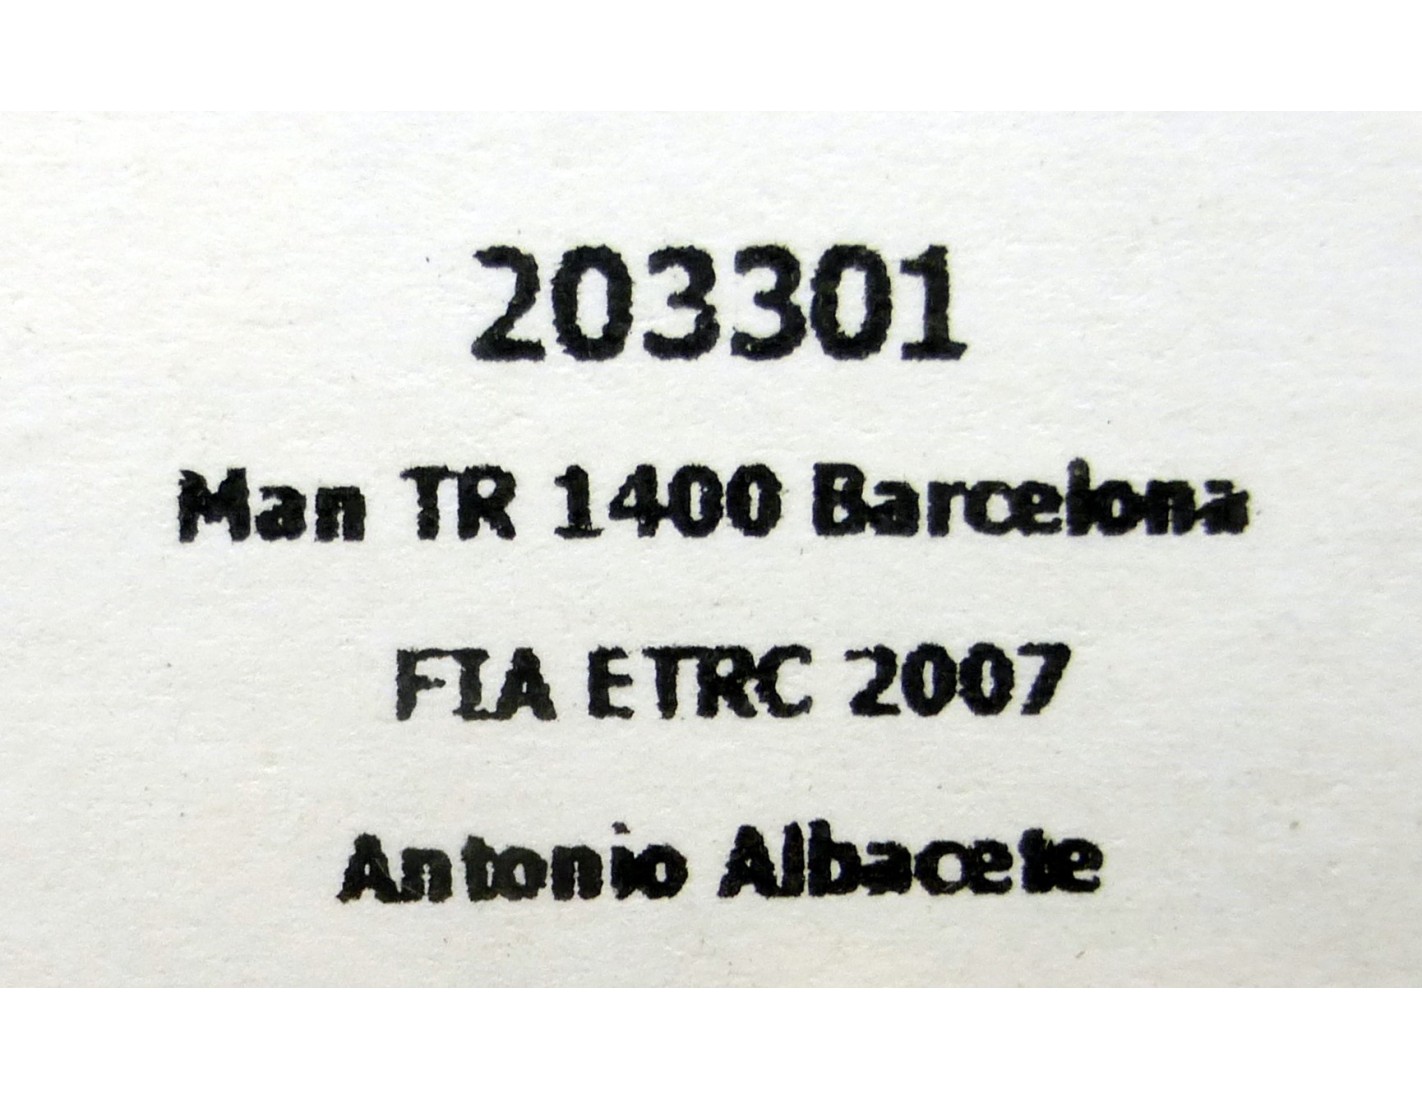 203301
Man TR 1400 Barcelona
FIA ETRC 2007
Antonio Albacete